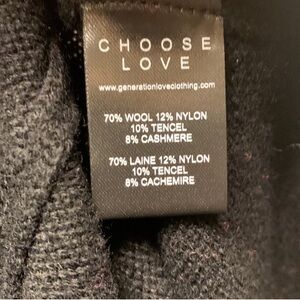 CHOOSE
LOVE
www.generationloveclothing.com
70% WOOL 12% NYLON
10% TENCEL
8% CASHMERE
70% LAINE 12% NYLON
10% TENCEL
8% CACHEMIRE